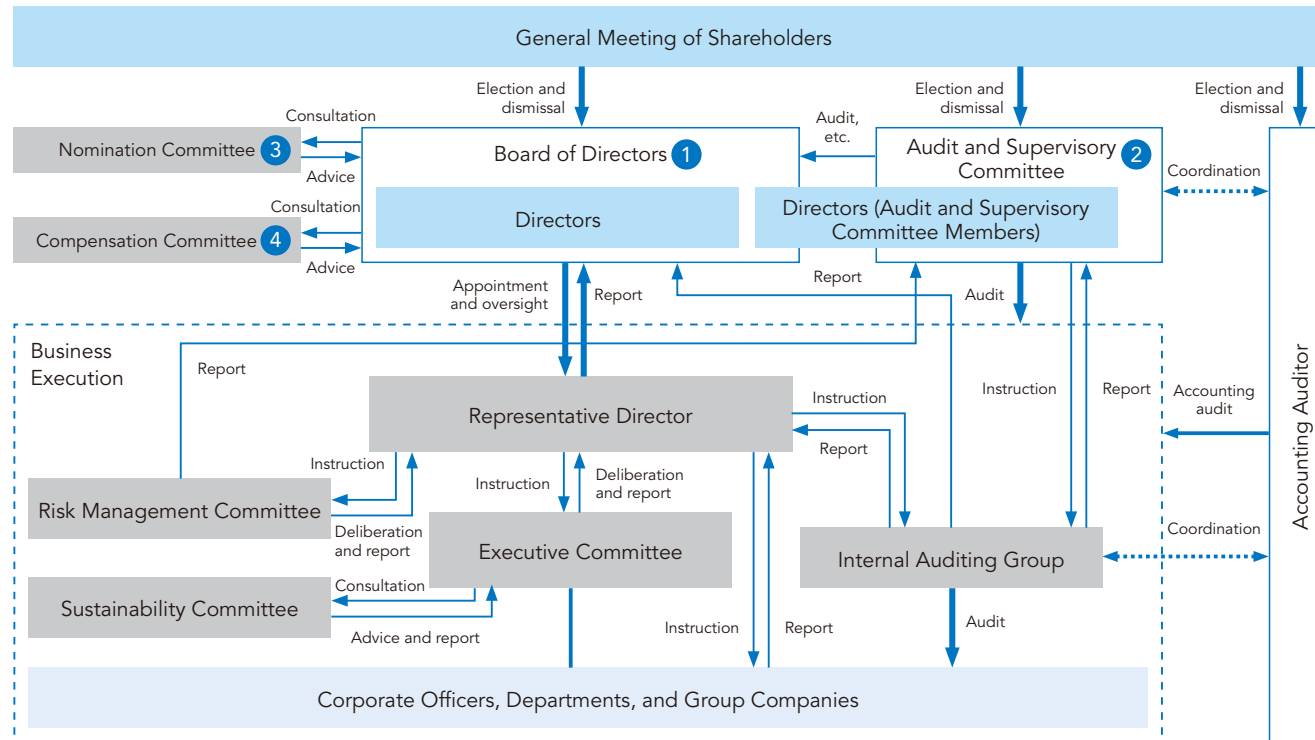 General Meeting of Shareholders
Election and
dismissal
Election and
dismissal
Election and
dismissal
Consultation
Nomination Committee 3
Advice
Consultation
Compensation Committee 4
Advice
Board of Directors 1
Directors
Audit,
etc.
Audit and Supervisory
Committee
2
Directors (Audit and Supervisory
Committee Members)
Coordination
Appointment
and oversight
Report
Report
Audit
Business
Execution
Report
Instruction
Report
Accounting
audit
Accounting Auditor
Representative Director
Instruction
Report
Instruction
Deliberation
and report
Instruction
Deliberation
and report
Risk Management Committee
Executive Committee
Internal Auditing Group
Coordination
Consultation
Sustainability Committee
Advice and report
Instruction
Report
Audit
Corporate Officers, Departments, and Group Companies